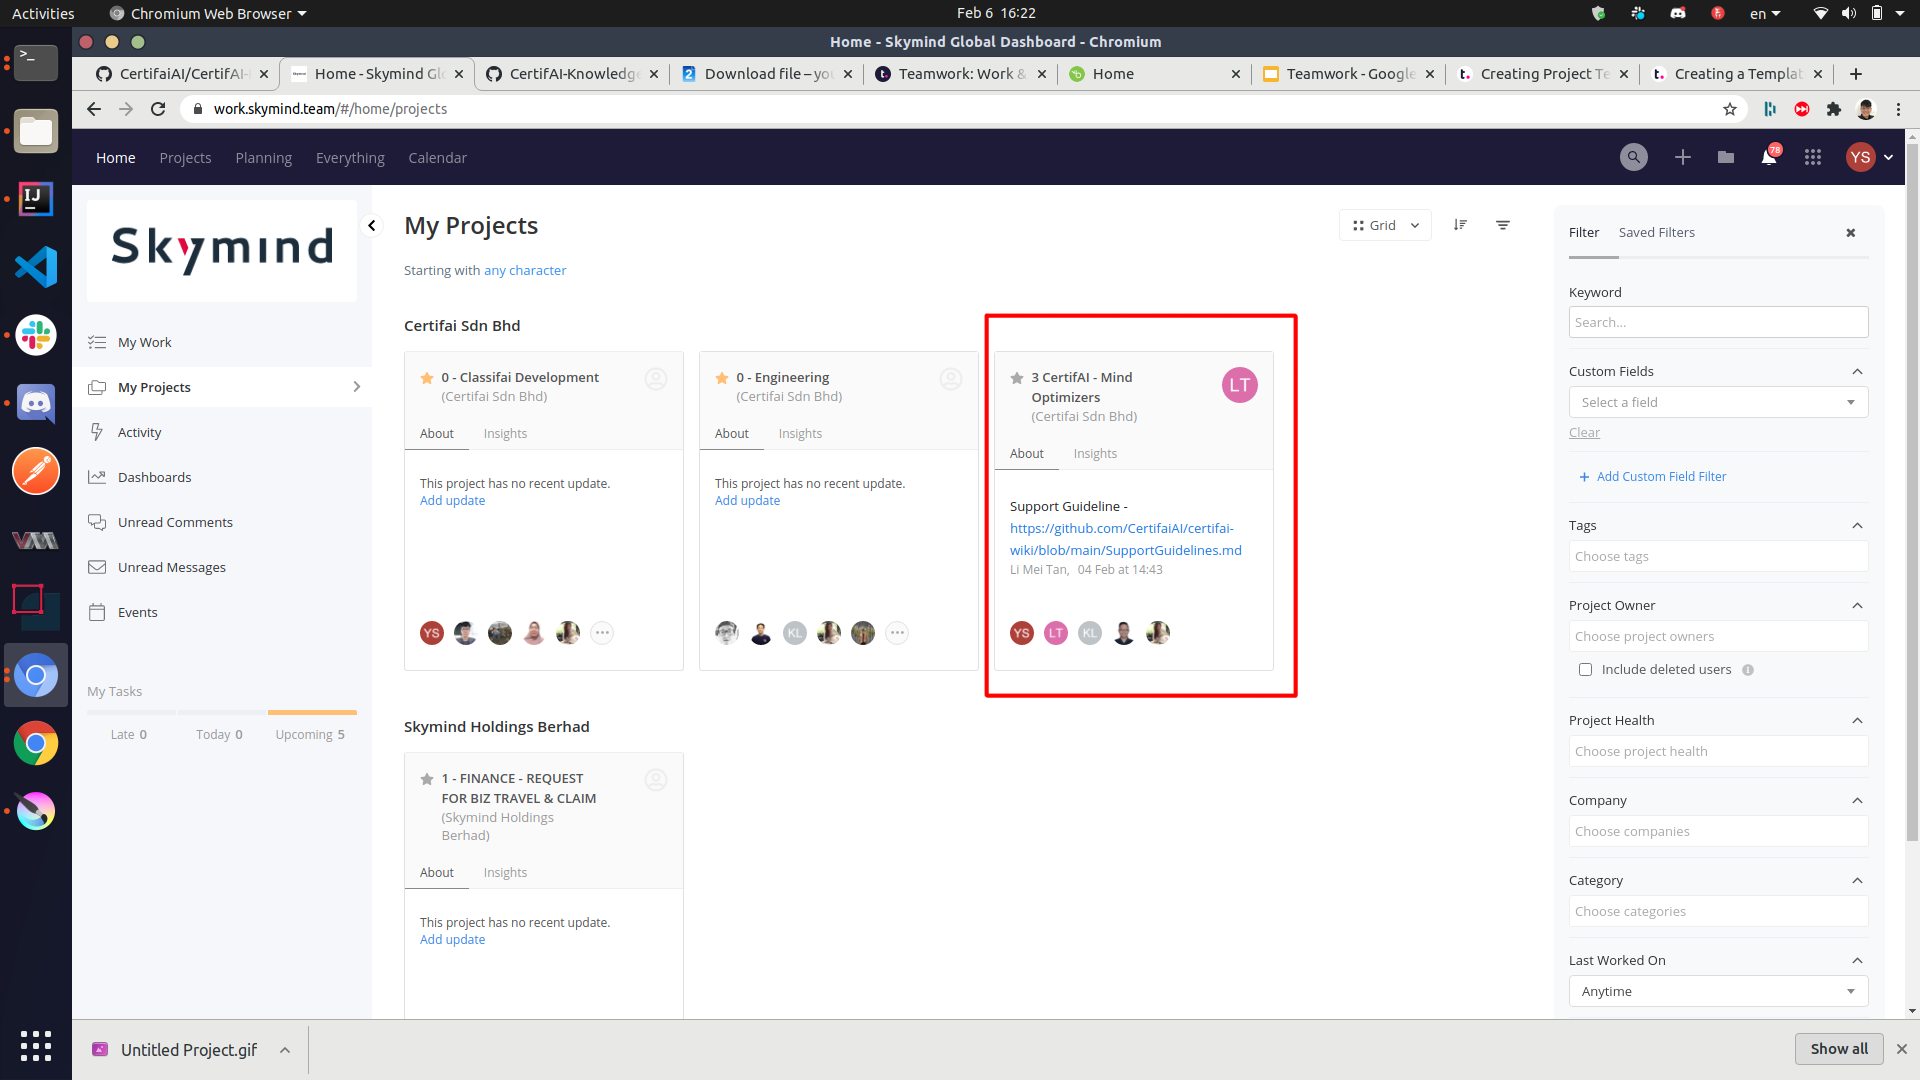 Activities
Chromium Web Browser
Feb 6 16:22
en
Home - Skymind Global Dashboard - Chromium
CertifaiAI/CertifAI-
Home - Skymind Glo
CertifAI-Knowledge
Download file – you
Teamwork: Work &
Home
Teamwork - Google
Creating Project Te
Creating a Templat
work.skymind.team/#/home/projects
Home
Projects
Planning
Everything
Calendar
78
YS
Skymind
My Work
My Projects
Activity
Dashboards
Unread Comments
Unread Messages
Events
My Tasks
Late 0
Today 0
Upcoming 5
My Projects
Grid
Starting with any character
Certifai Sdn Bhd
0 - Classifai Development
(Certifai Sdn Bhd)
About
Insights
This project has no recent update.
Add update
YS
0 - Engineering
(Certifai Sdn Bhd)
About
Insights
This project has no recent update.
Add update
KL
3 CertifAI - Mind
Optimizers
(Certifai Sdn Bhd)
LT
About
Insights
Support Guideline -
https://github.com/CertifaiAI/certifai-
wiki/blob/main/SupportGuidelines.md
Li Mei Tan, 04 Feb at 14:43
YS
LT
KL
Skymind Holdings Berhad
1 - FINANCE - REQUEST
FOR BIZ TRAVEL & CLAIM
(Skymind Holdings
Berhad)
About
Insights
This project has no recent update.
Add update
Filter
Saved Filters
Keyword
Search...
Custom Fields
Select a field
Clear
+ Add Custom Field Filter
Tags
Choose tags
Project Owner
Choose project owners
Include deleted users
Project Health
Choose project health
Company
Choose companies
Category
Choose categories
Last Worked On
Anytime
Untitled Project.gif
Show all